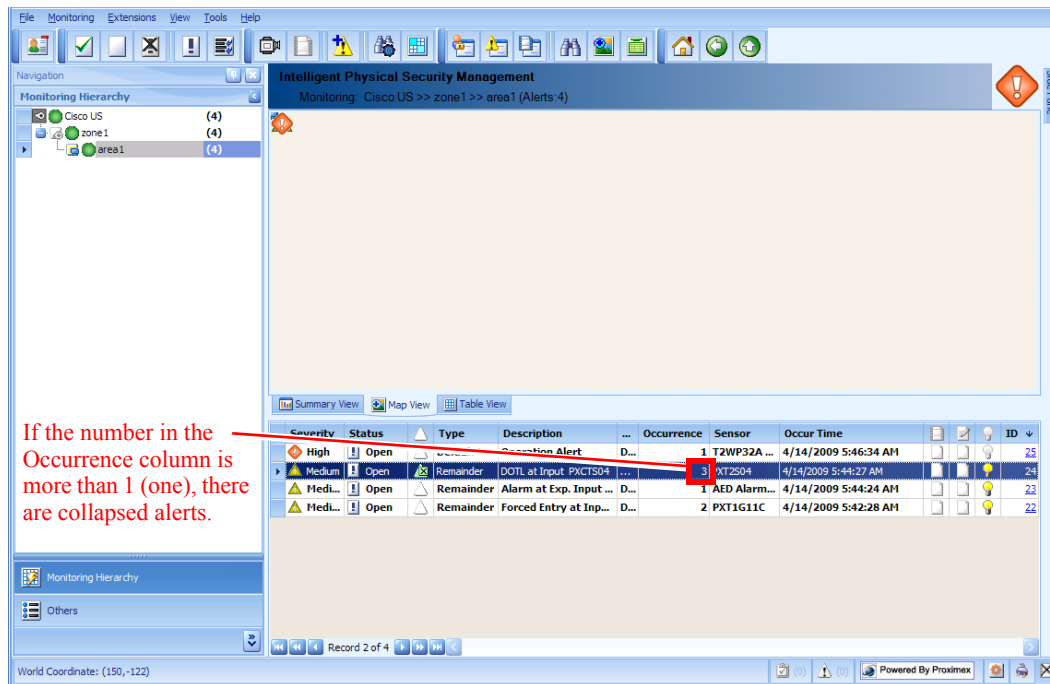 File Monitoring Extensions View Tools Help
Navigation
Monitoring Hierarchy
Cisco US (4)
zone1 (4)
area1 (4)
Intelligent Physical Security Management
Monitoring: Cisco US >> zone1 >> area1 (Alerts:4)
Summary View Map View Table View
If the number in the
Occurrence column is
more than 1 (one), there
are collapsed alerts.
Severity Status Type Description ... Occurrence Sensor Occur Time ID
High Open Operation Alert D... 1 T2WP32A ... 4/14/2009 5:46:34 AM 25
Medium Open Remainder DOTL at Input PXCTS04 ... 3 PXT2S04 4/14/2009 5:44:27 AM 24
Medi... Open Remainder Alarm at Exp. Input ... D... 1 AED Alarm... 4/14/2009 5:44:24 AM 23
Medi... Open Remainder Forced Entry at Inp... D... 2 PXT1G11C 4/14/2009 5:42:28 AM 22
Monitoring Hierarchy
Others
Record 2 of 4
World Coordinate: (150,-122)
(0) (0) Powered By Proximex